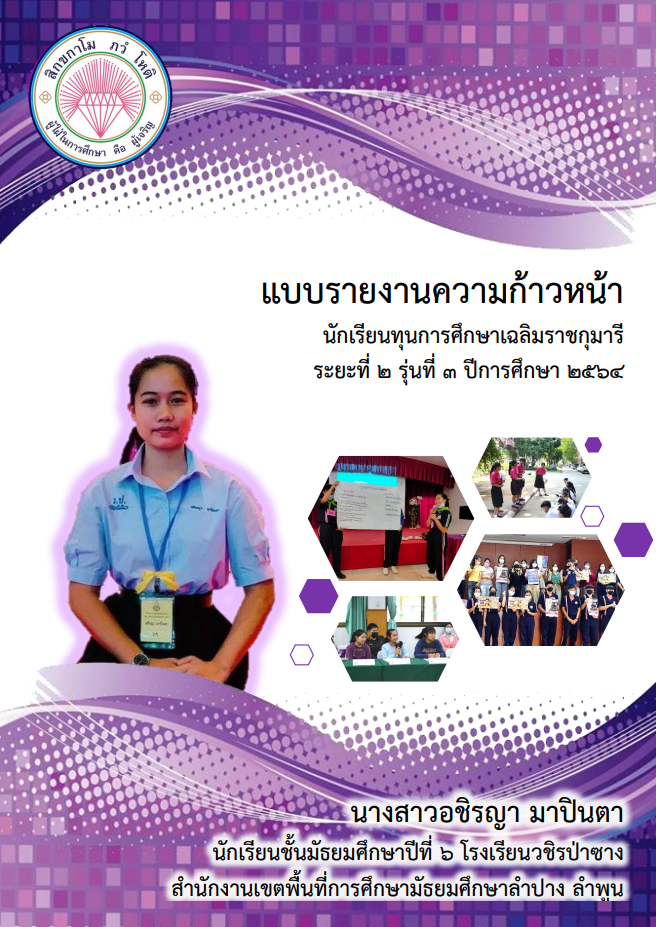 สิกฺขกาโม ภวํ โหติ
ผู้ใฝ่ในการศึกษา คือ ผู้เจริญ
แบบรายงานความก้าวหน้า
นักเรียนทุนการศึกษาเฉลิมราชกุมารี
ระยะที่ ๒ รุ่นที่ ๓ ปีการศึกษา ๒๕๖๔
ว.ป.
นางสาวอชิรญา มาปินตา
นักเรียนชั้นมัธยมศึกษาปีที่ ๖ โรงเรียนวชิรป่าซาง
สำนักงานเขตพื้นที่การศึกษามัธยมศึกษาลำปาง ลำพูน